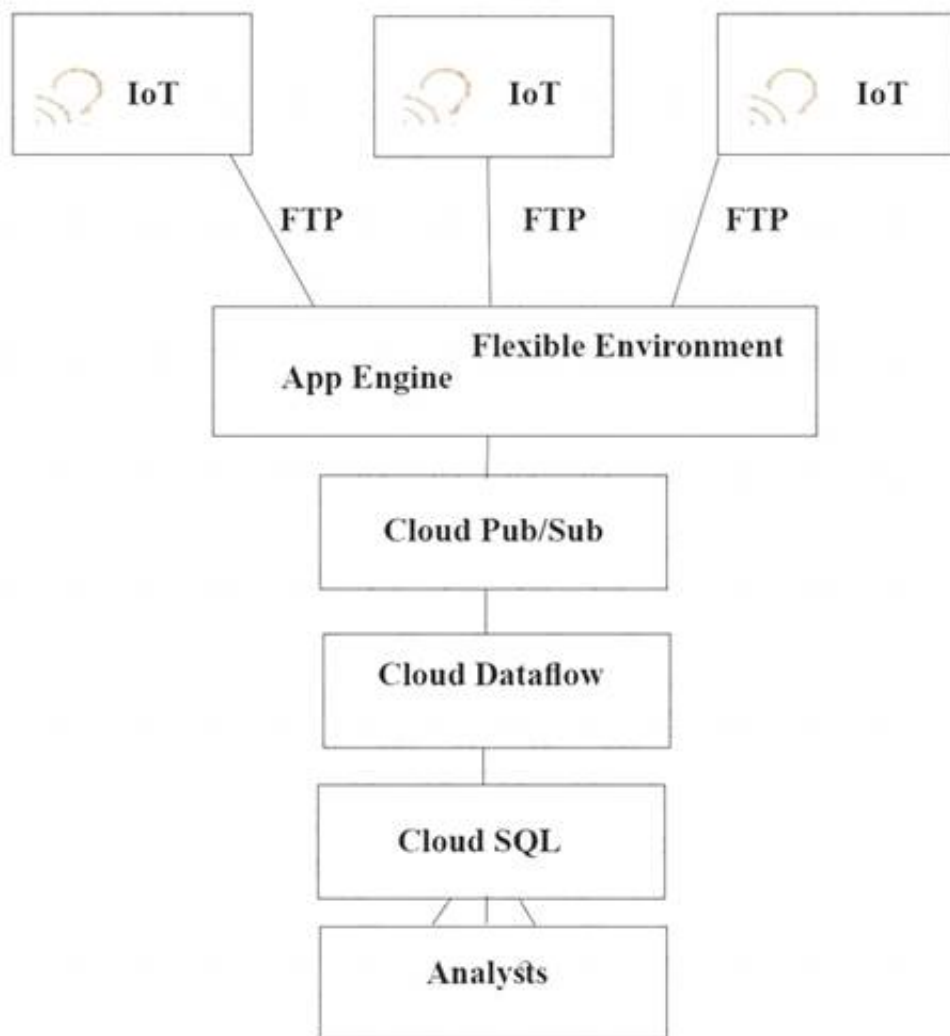 IoT
IoT
IoT
FTP
FTP
FTP
Flexible Environment
App Engine
Cloud Pub/Sub
Cloud Dataflow
Cloud SQL
Analysts